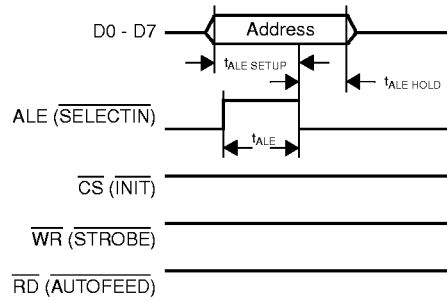 D0 - D7 Address
tALE SETUP
tALE HOLD
ALE (SELECTIN)
tALE
CS (INIT)
WR (STROBE)
RD (AUTOFEED)